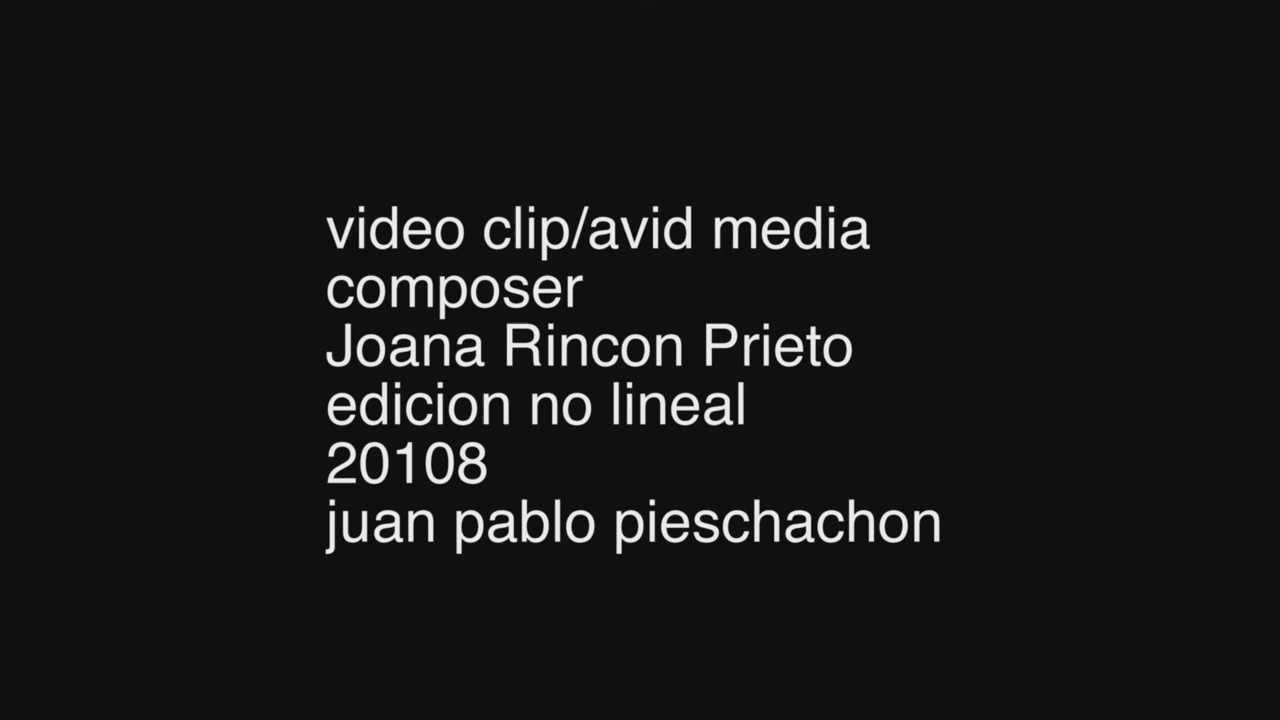 video clip/avid media
composer
Joana Rincon Prieto
edicion no lineal
20108
juan pablo pieschachon